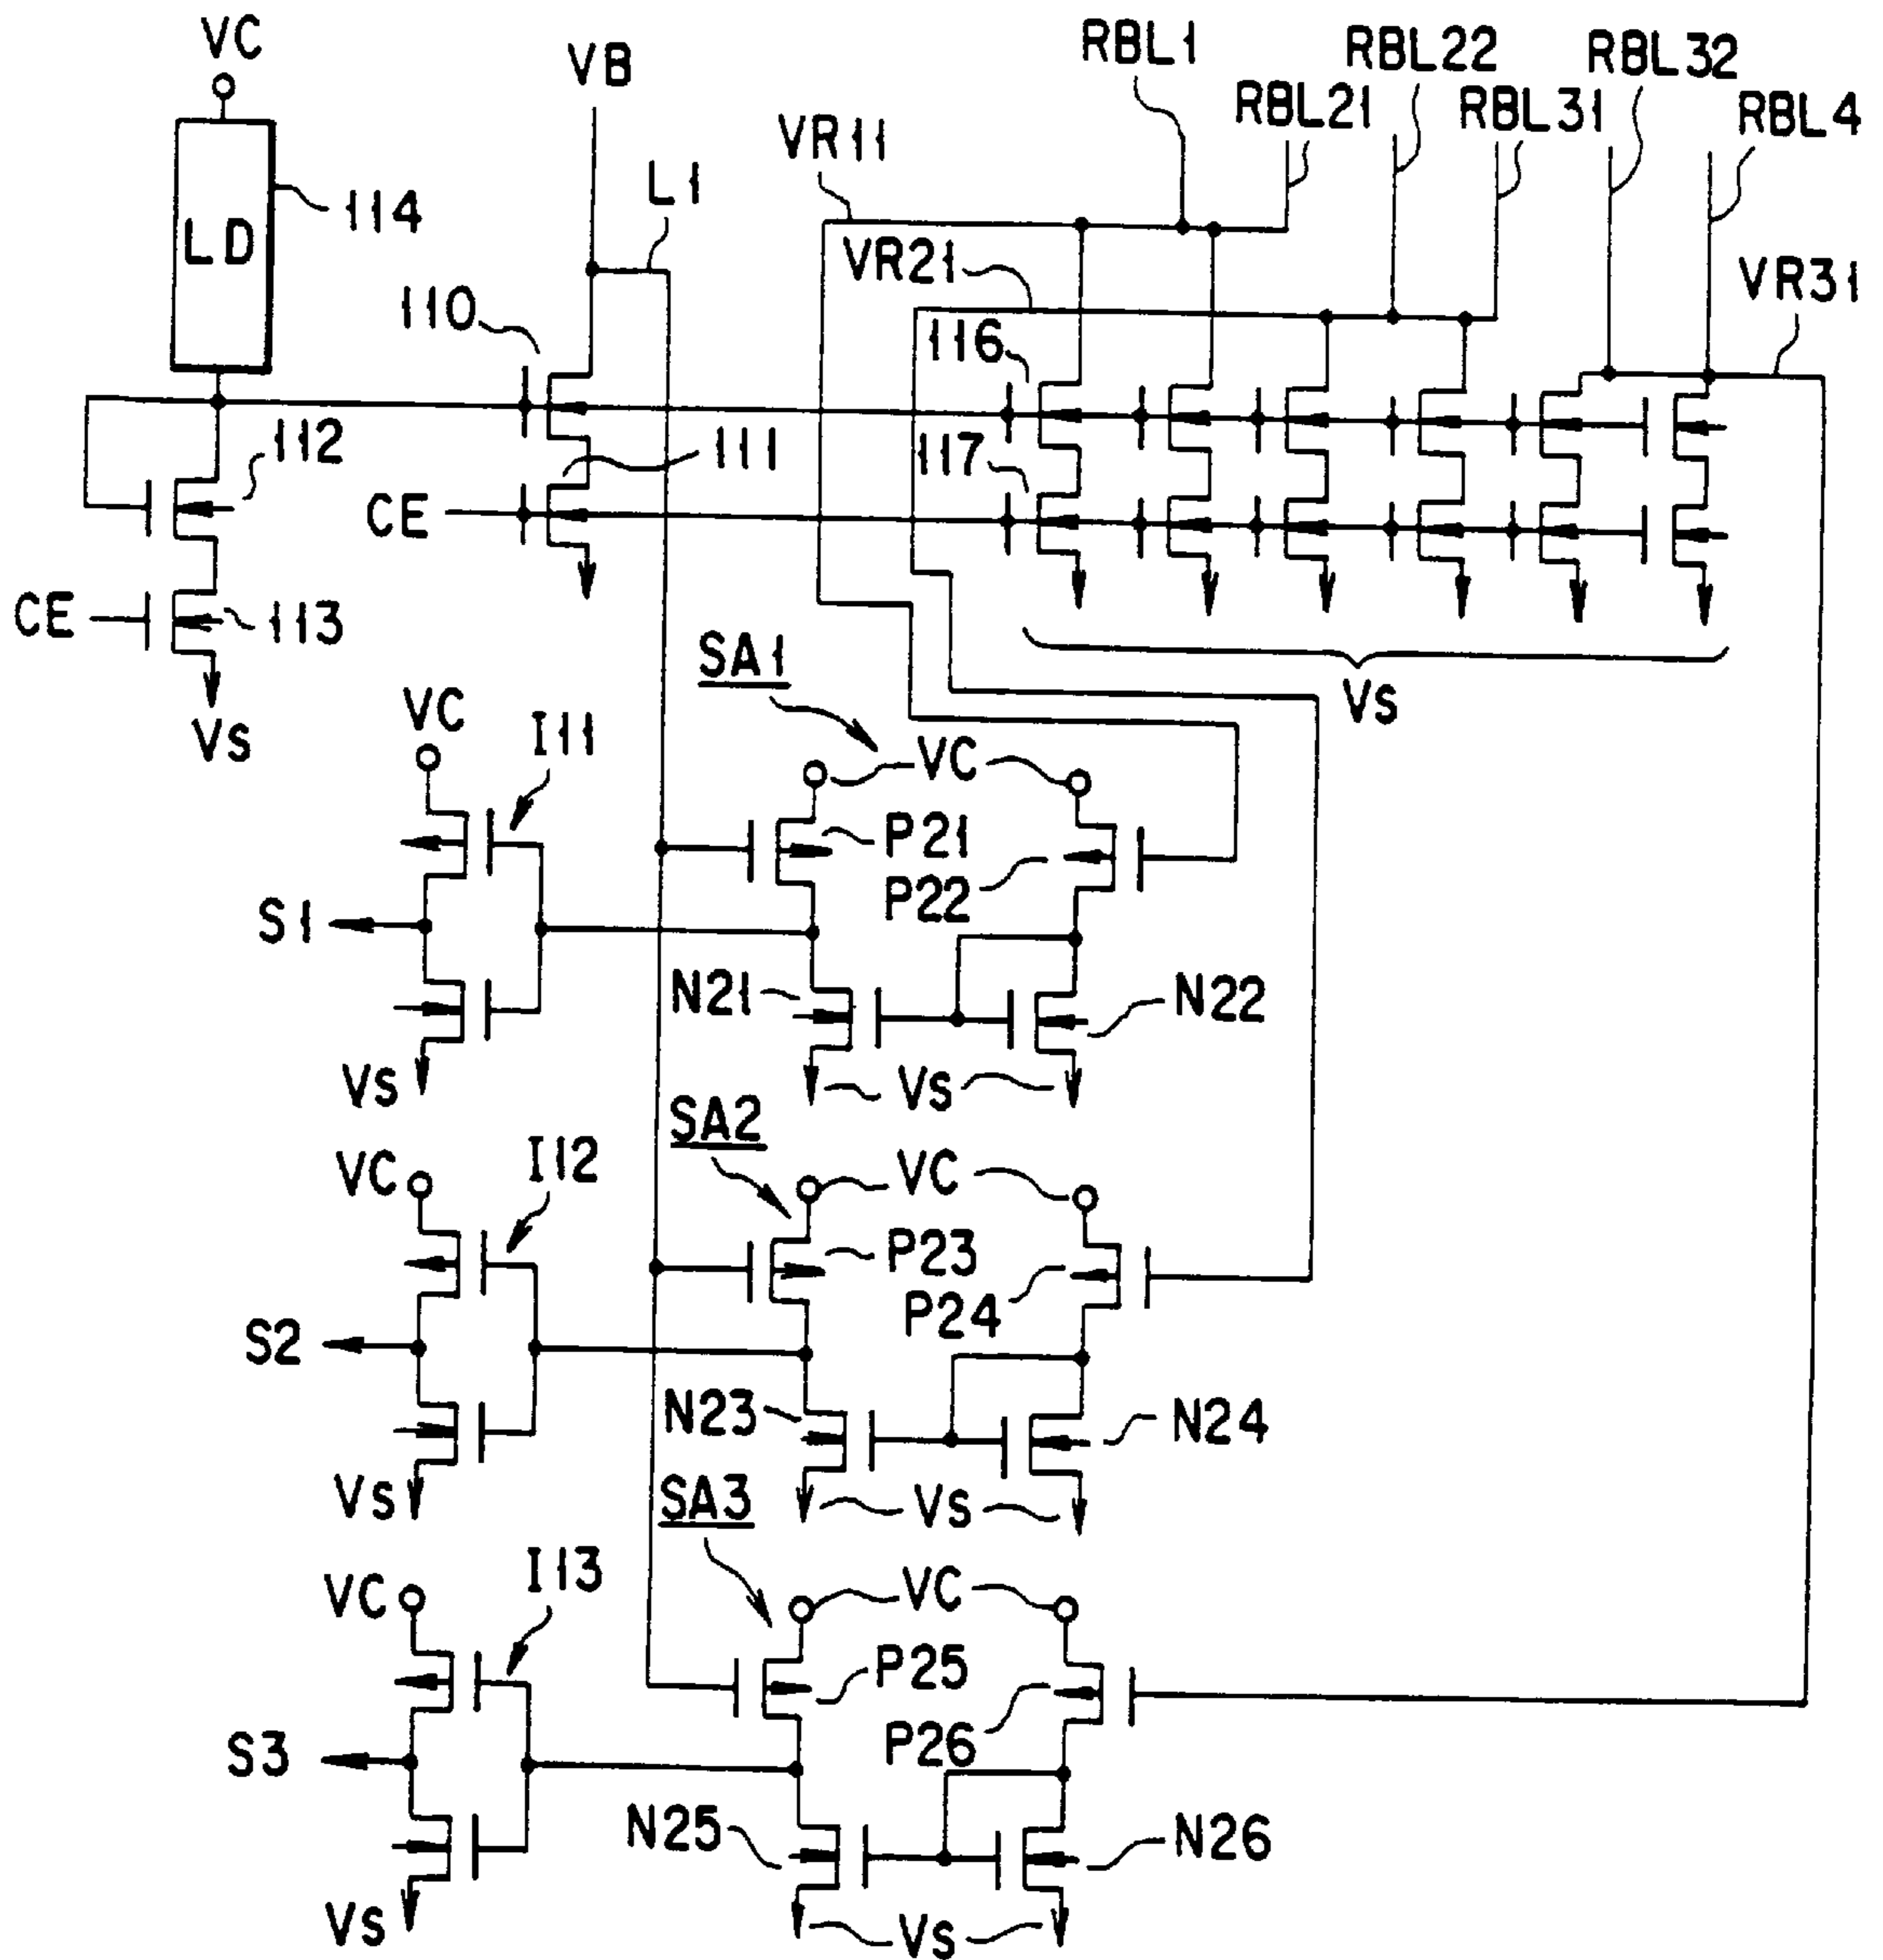 VC
VB
RBL1
RBL22
RBL32
RBL21
RBL31
RBL4
VR11
L1
114
LD
VR21
VR31
110
116
112
111
117
CE
CE
113
Vs
Vs
SA1
VC
I11
VC
P21
P22
S1
N21
N22
Vs
Vs
SA2
VC
I12
VC
P23
P24
S2
N23
N24
Vs
Vs
SA3
VC
I13
VC
P25
P26
S3
N25
N26
Vs
Vs